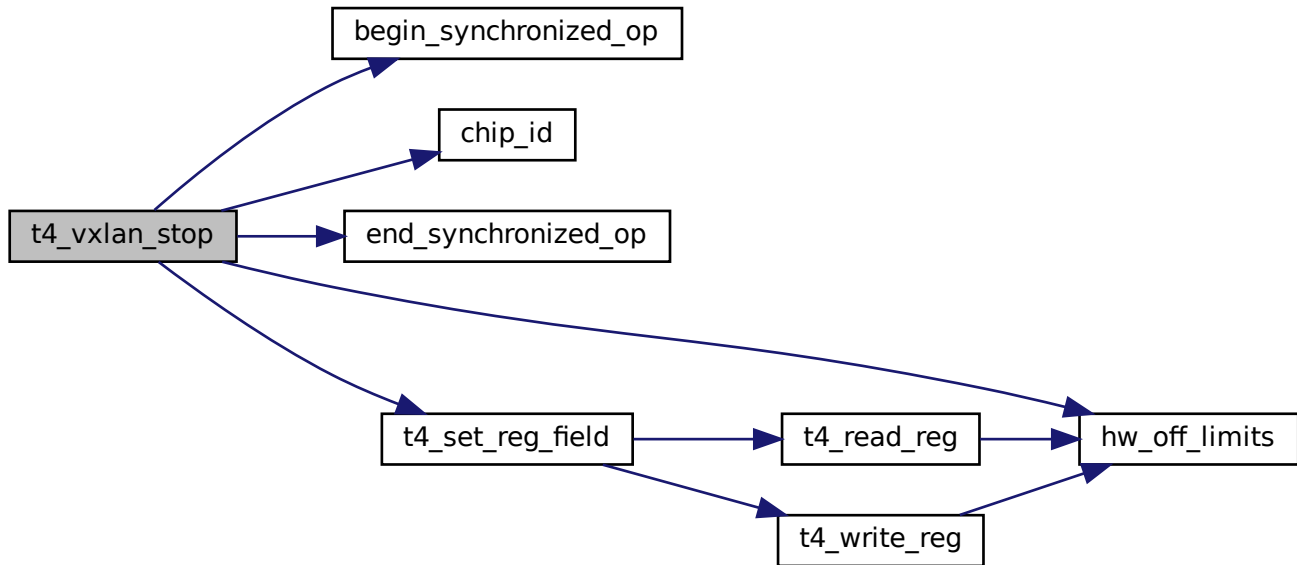 begin_synchronized_op
chip_id
t4_vxlan_stop
end_synchronized_op
t4_set_reg_field
t4_read_reg
hw_off_limits
t4_write_reg